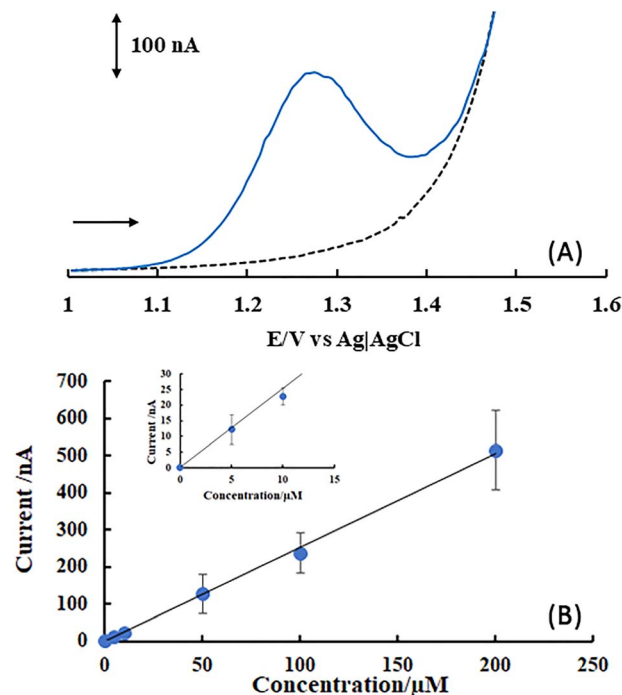 100 nA
(A)
1 1.1 1.2 1.3 1.4 1.5 1.6
E/V vs Ag|AgCl
700
600
500
400
300
200
100
0
Current /nA
30
25
20
15
10
5
0
Current /nA
0 5 10 15
Concentration/µM
(B)
0 50 100 150 200 250
Concentration/µM